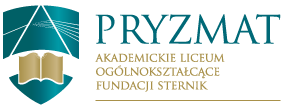 PRYZMAT
AKADEMICKIE LICEUM
OGÓLNOKSZTAŁCĄCE
FUNDACJI STERNIK